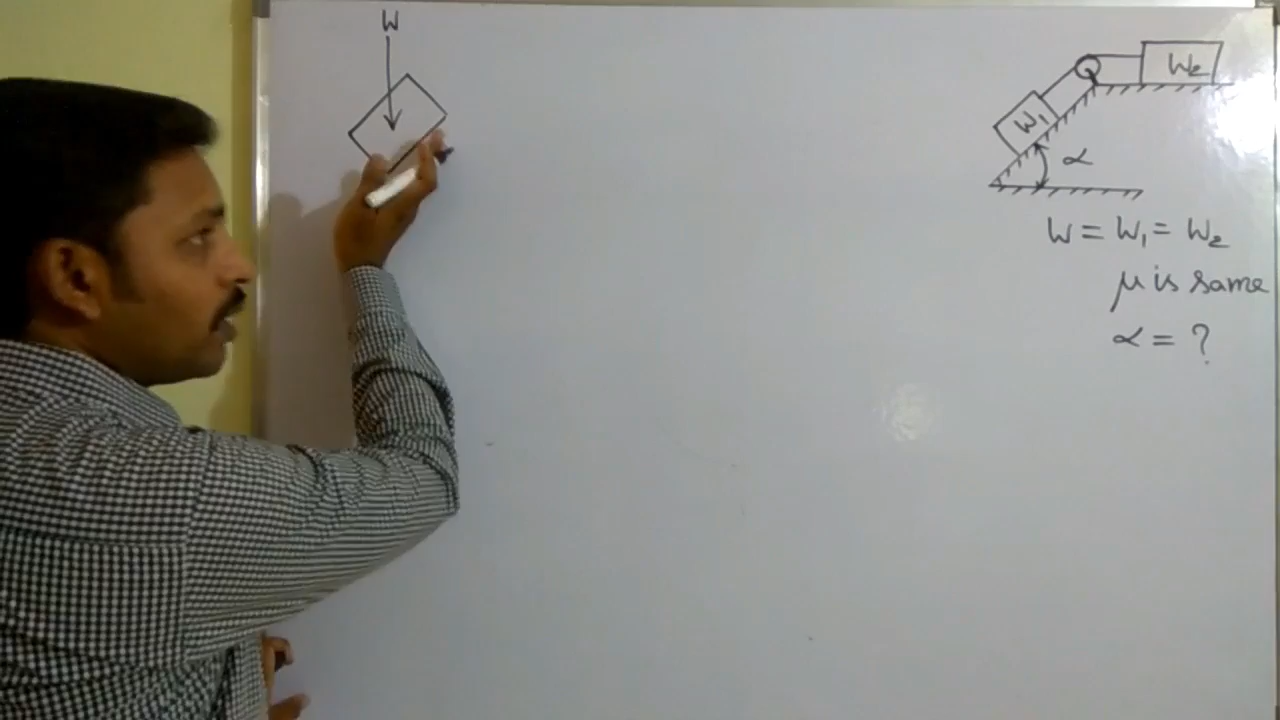 W
W₂
W₁
α
W = W₁ = W₂
μ is same
α = ?